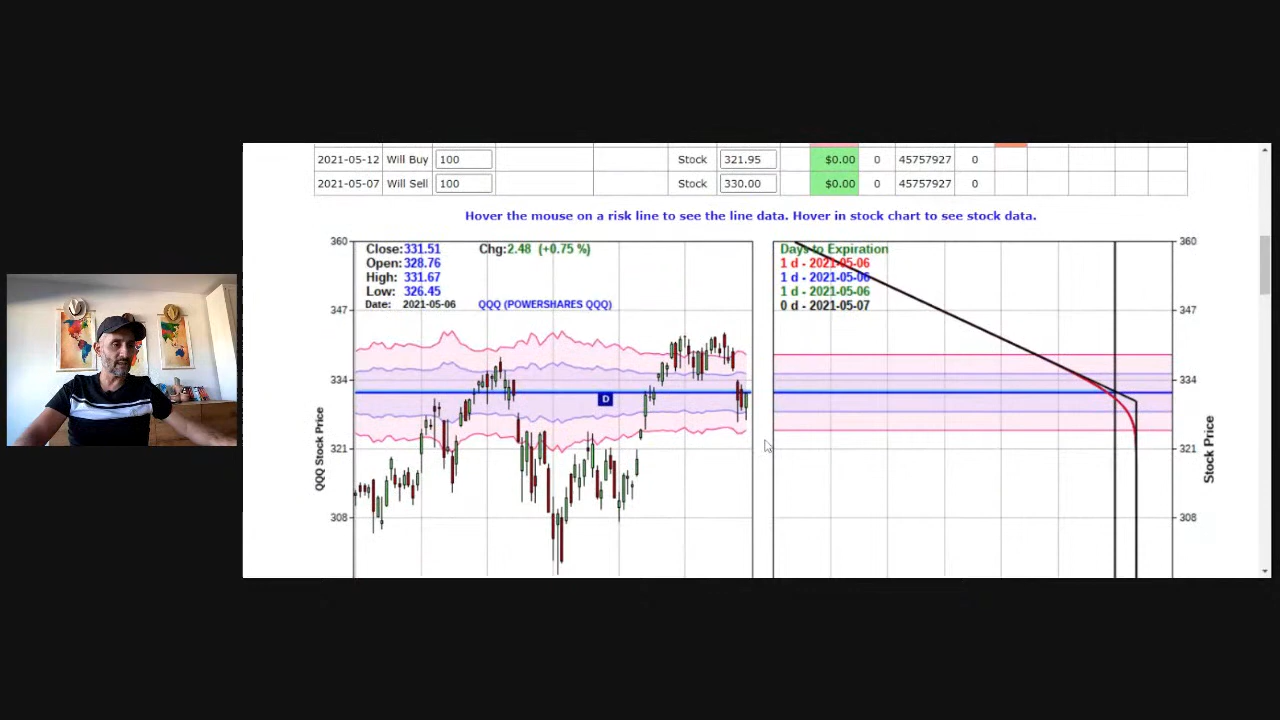 2021-05-12 Will Buy 100 Stock 321.95 $0.00 0 45757927 0
2021-05-07 Will Sell 100 Stock 330.00 $0.00 0 45757927 0
Hover the mouse on a risk line to see the line data. Hover in stock chart to see stock data.
360
347
334
321
308
QQQ Stock Price
Close:331.51 Chg:2.48 (+0.75 %)
Open:328.76
High: 331.67
Low: 326.45
Date: 2021-05-06 QQQ (POWERSHARES QQQ)
D
Days to Expiration
1 d - 2021-05-06
1 d - 2021-05-06
1 d - 2021-05-06
0 d - 2021-05-07
360
347
334
321
308
Stock Price